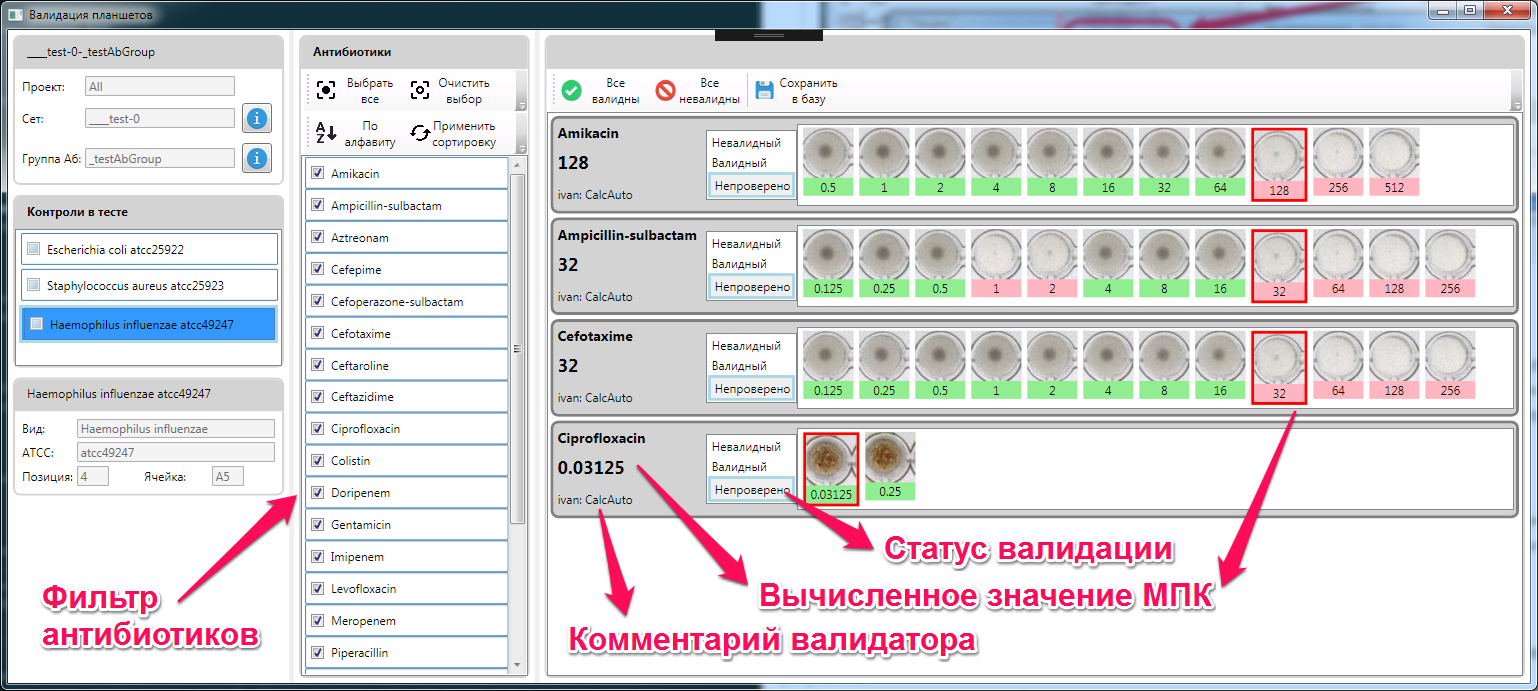 Валидация планшетов
___test-0-_testAbGroup
Проект: All
Сет: ___test-0
Группа Аб: _testAbGroup
Контроли в тесте
Escherichia coli atcc25922
Staphylococcus aureus atcc25923
Haemophilus influenzae atcc49247
Haemophilus influenzae atcc49247
Вид: Haemophilus influenzae
АТСС: atcc49247
Позиция: 4 Ячейка: A5
Антибиотики
Выбрать
все
Очистить
выбор
По
алфавиту
Применить
сортировку
Amikacin
Ampicillin-sulbactam
Aztreonam
Cefepime
Cefoperazone-sulbactam
Cefotaxime
Ceftaroline
Ceftazidime
Ciprofloxacin
Colistin
Doripenem
Gentamicin
Imipenem
Levofloxacin
Meropenem
Piperacillin
Все
валидны
Все
невалидны
Сохранить
в базу
Amikacin
128
ivan: CalcAuto
Невалидный
Валидный
Непроверено
0.5 1 2 4 8 16 32 64 128 256 512
Ampicillin-sulbactam
32
ivan: CalcAuto
Невалидный
Валидный
Непроверено
0.125 0.25 0.5 1 2 4 8 16 32 64 128 256
Cefotaxime
32
ivan: CalcAuto
Невалидный
Валидный
Непроверено
0.125 0.25 0.5 1 2 4 8 16 32 64 128 256
Ciprofloxacin
0.03125
ivan: CalcAuto
Невалидный
Валидный
Непроверено
0.03125 0.25
Фильтр
антибиотиков
Статус валидации
Вычисленное значение МПК
Комментарий валидатора